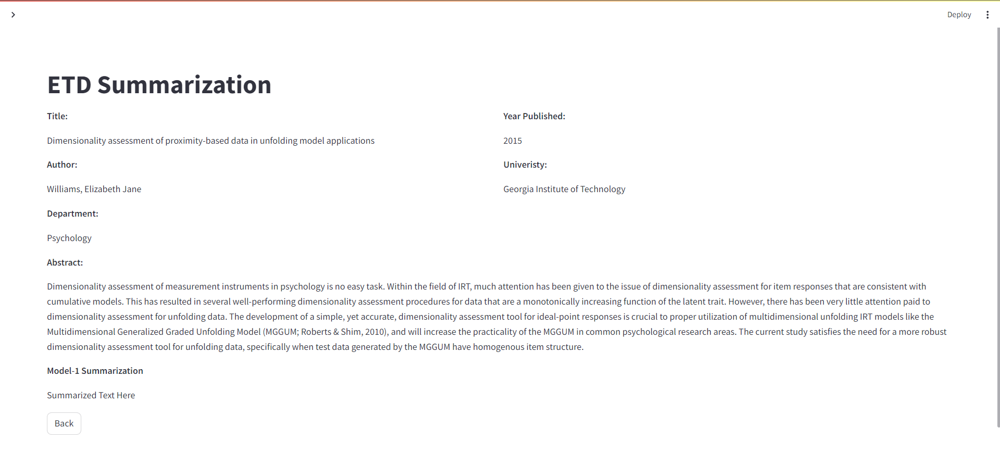 Deploy
ETD Summarization
Title:
Dimensionality assessment of proximity-based data in unfolding model applications
Author:
Williams, Elizabeth Jane
Department:
Psychology
Year Published:
2015
Univeristy:
Georgia Institute of Technology
Abstract:
Dimensionality assessment of measurement instruments in psychology is no easy task. Within the field of IRT, much attention has been given to the issue of dimensionality assessment for item responses that are consistent with
cumulative models. This has resulted in several well-performing dimensionality assessment procedures for data that are a monotonically increasing function of the latent trait. However, there has been very little attention paid to
dimensionality assessment for unfolding data. The development of a simple, yet accurate, dimensionality assessment tool for ideal-point responses is crucial to proper utilization of multidimensional unfolding IRT models like the
Multidimensional Generalized Graded Unfolding Model (MGGUM; Roberts & Shim, 2010), and will increase the practicality of the MGGUM in common psychological research areas. The current study satisfies the need for a more robust
dimensionality assessment tool for unfolding data, specifically when test data generated by the MGGUM have homogenous item structure.
Model-1 Summarization
Summarized Text Here
Back